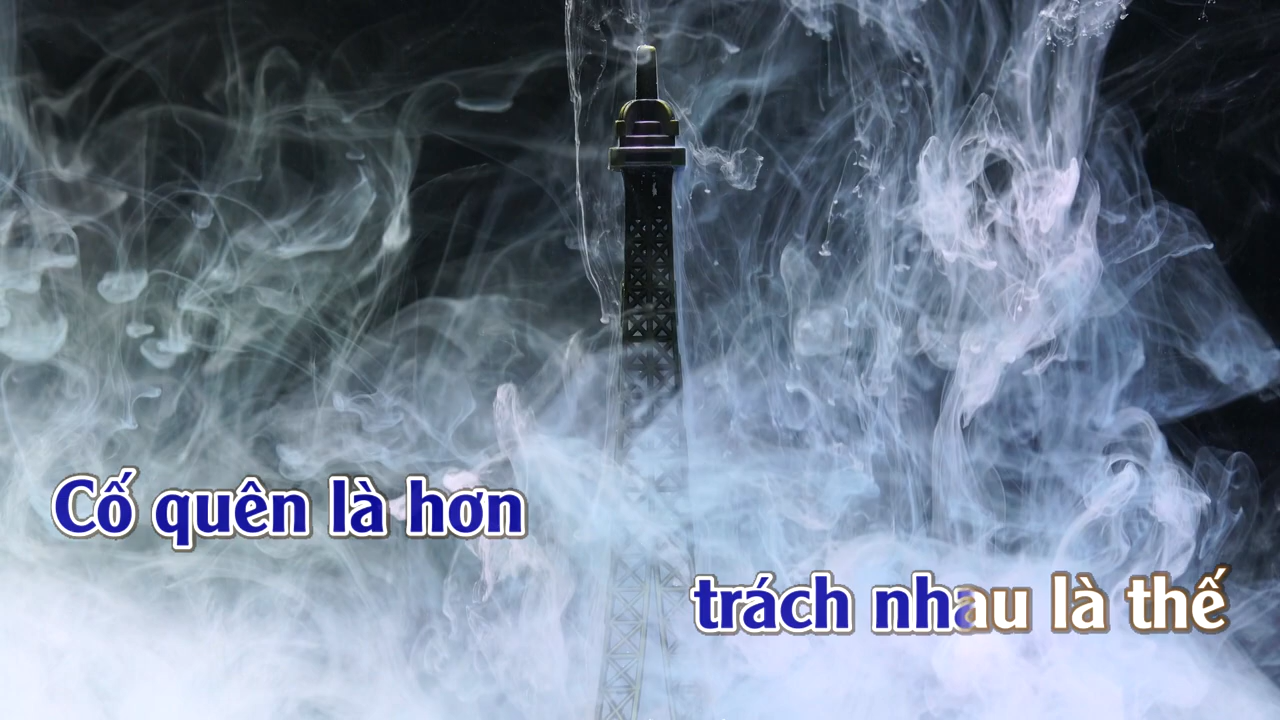 Cố quên là hơn
trách nhau là thế